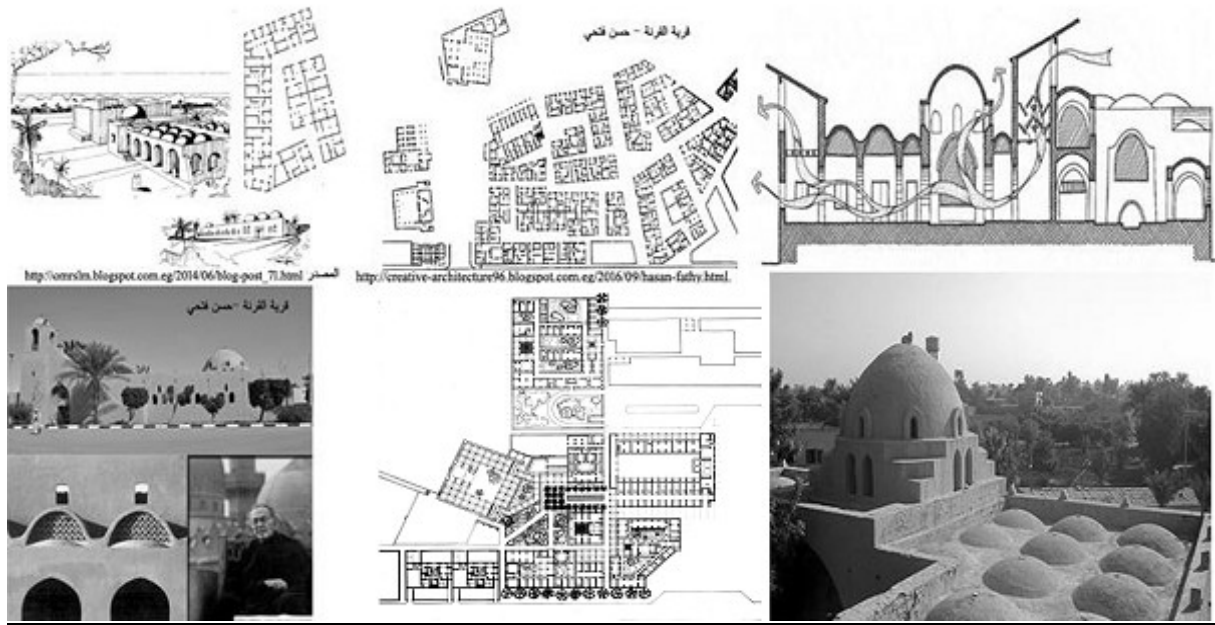 قرية القرنة - حسن فتحي
http://omrslm.blogspot.com.eg/2014/06/blog-post_71.html المصدر
http://creative-architecture96.blogspot.com.eg/2016/09/hasan-fathy.html.
قرية القرنة -حسن فتحي